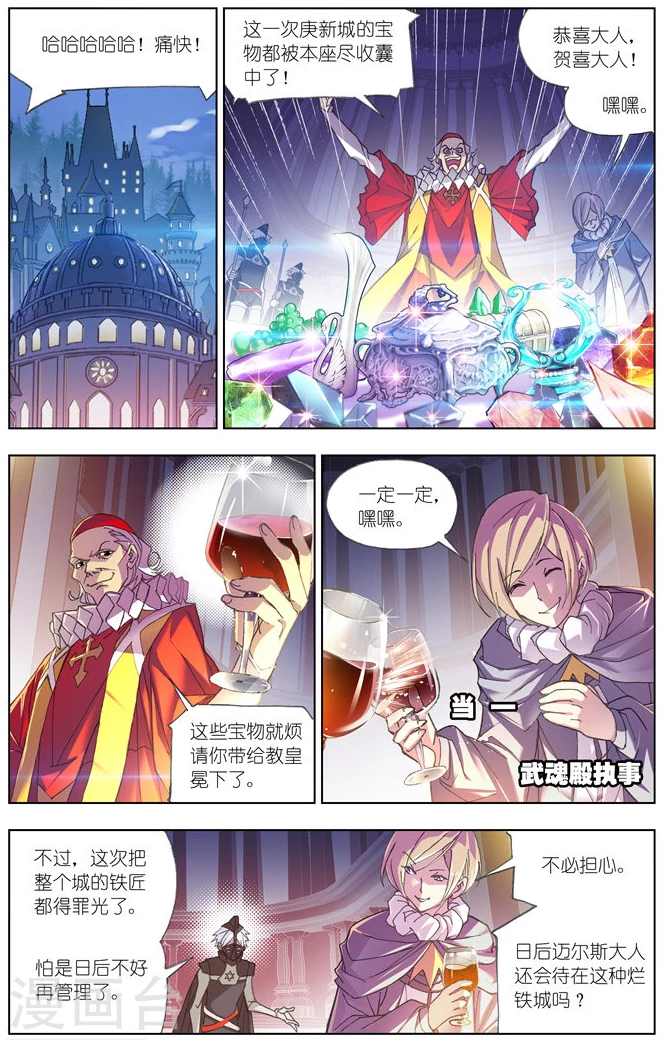 哈哈哈哈哈！痛快！
这一次庚新城的宝
物都被本座尽收囊
中了！
恭喜大人，
贺喜大人！
嘿嘿。
这些宝物就烦
请你带给教皇
冕下了。
一定一定，
嘿嘿。
当一
武魂殿执事
不过，这次把
整个城的铁匠
都得罪光了。
怕是日后不好
再管理了。
不必担心。
日后迈尔斯大人
还会待在这种烂
铁城吗？
漫画台